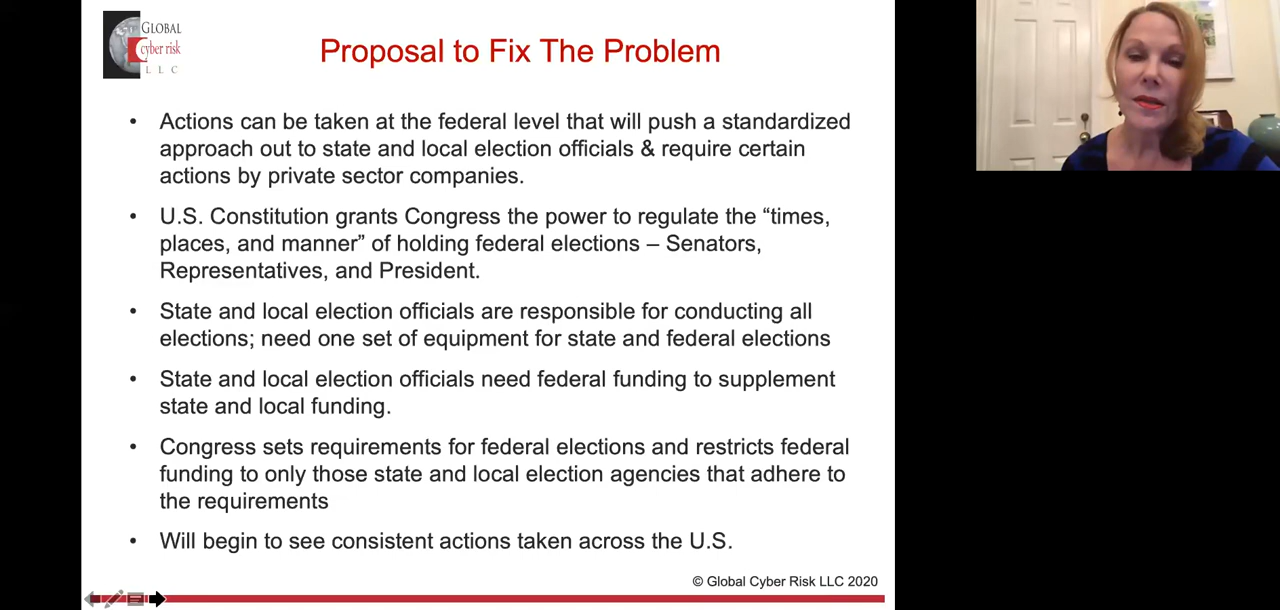 GLOBAL
cyber risk
L L C
Proposal to Fix The Problem
• Actions can be taken at the federal level that will push a standardized
approach out to state and local election officials & require certain
actions by private sector companies.
• U.S. Constitution grants Congress the power to regulate the “times,
places, and manner” of holding federal elections – Senators,
Representatives, and President.
• State and local election officials are responsible for conducting all
elections; need one set of equipment for state and federal elections
• State and local election officials need federal funding to supplement
state and local funding.
• Congress sets requirements for federal elections and restricts federal
funding to only those state and local election agencies that adhere to
the requirements
• Will begin to see consistent actions taken across the U.S.
© Global Cyber Risk LLC 2020